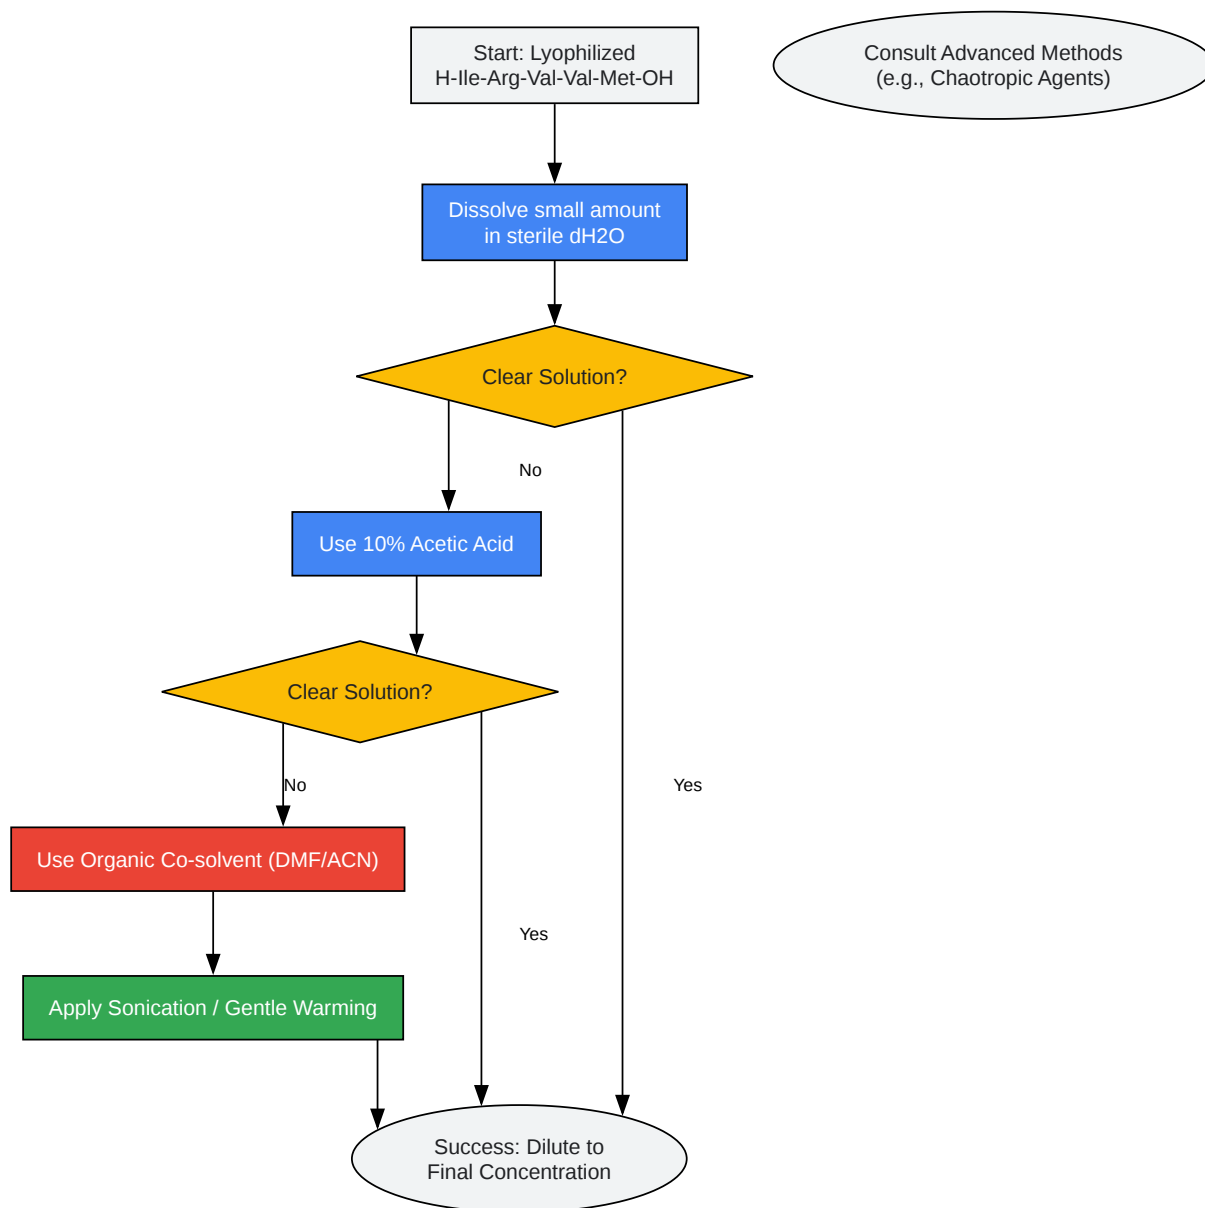 Start: Lyophilized
H-Ile-Arg-Val-Val-Met-OH
Consult Advanced Methods
(e.g., Chaotropic Agents)
Dissolve small amount
in sterile dH2O
Clear Solution?
No
Use 10% Acetic Acid
Clear Solution?
No
Yes
Use Organic Co-solvent (DMF/ACN)
Yes
Apply Sonication / Gentle Warming
Success: Dilute to
Final Concentration